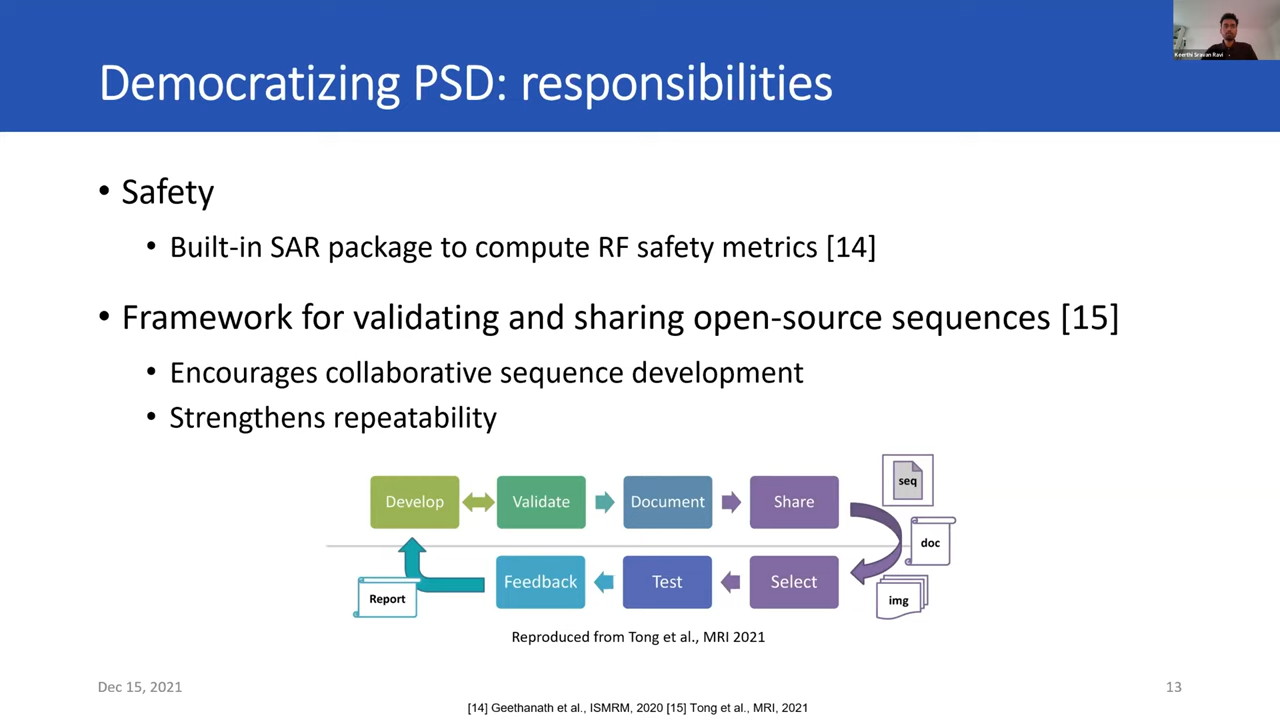 Keerthi Sravan Ravi
Democratizing PSD: responsibilities
• Safety
• Built-in SAR package to compute RF safety metrics [14]
• Framework for validating and sharing open-source sequences [15]
• Encourages collaborative sequence development
• Strengthens repeatability
Develop
Validate
Document
Share
seq
doc
img
Select
Test
Feedback
Report
Reproduced from Tong et al., MRI 2021
Dec 15, 2021
13
[14] Geethanath et al., ISMRM, 2020 [15] Tong et al., MRI, 2021